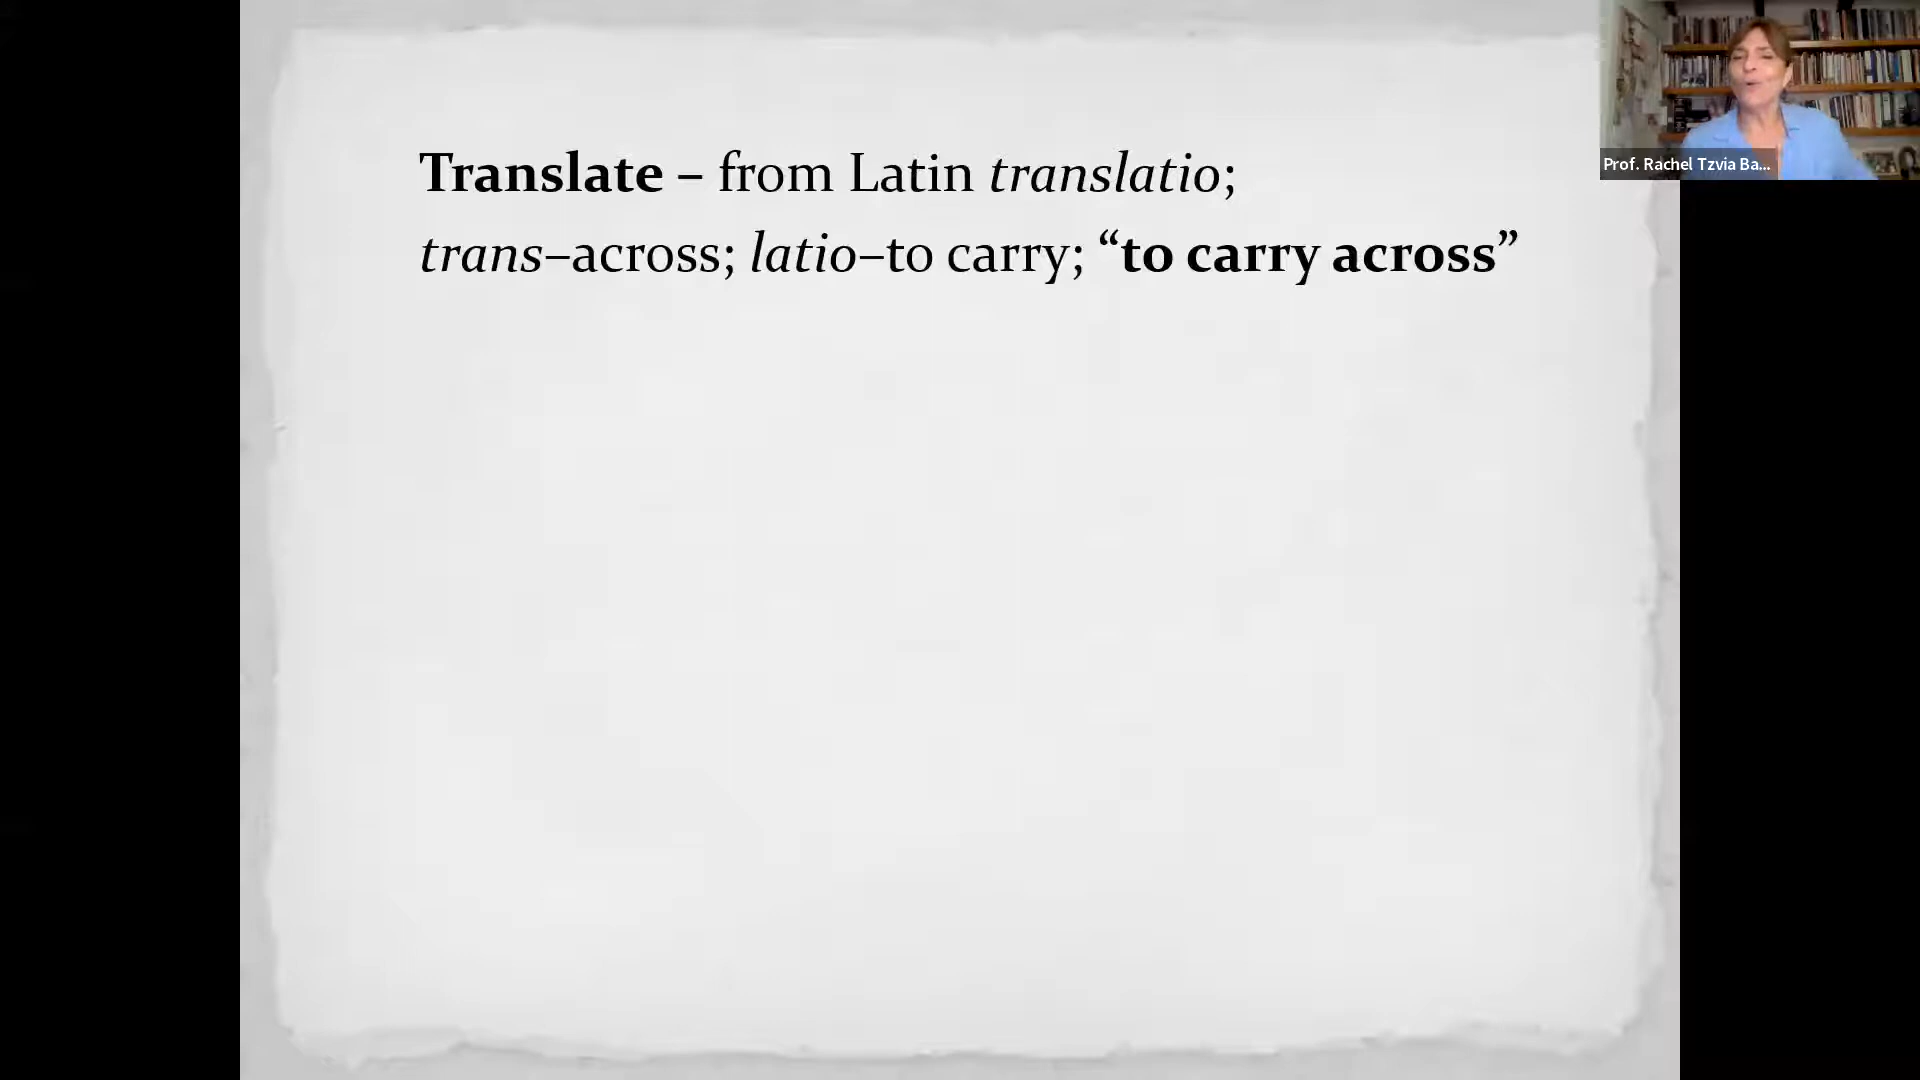 Translate – from Latin translatio;
trans–across; latio–to carry; “to carry across”
Prof. Rachel Tzvia Ba...